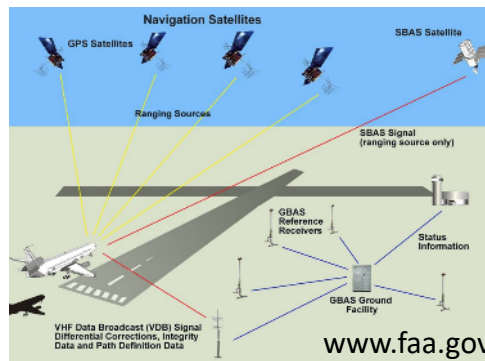 Navigation Satellites
GPS Satellites
SBAS Satellite
Ranging Sources
SBAS Signal
(ranging source only)
GBAS
Reference
Receivers
Status
Information
GBAS Ground
Facility
VHF Data Broadcast (VDB) Signal
Differential Corrections, Integrity
Data and Path Definition Data
www.faa.gov